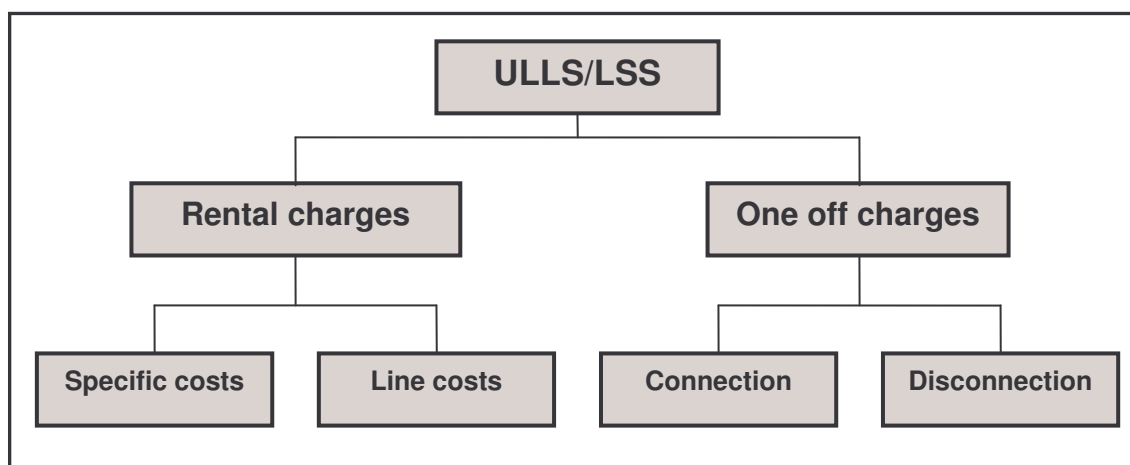 ULLS/LSS
Rental charges
One off charges
Specific costs
Line costs
Connection
Disconnection